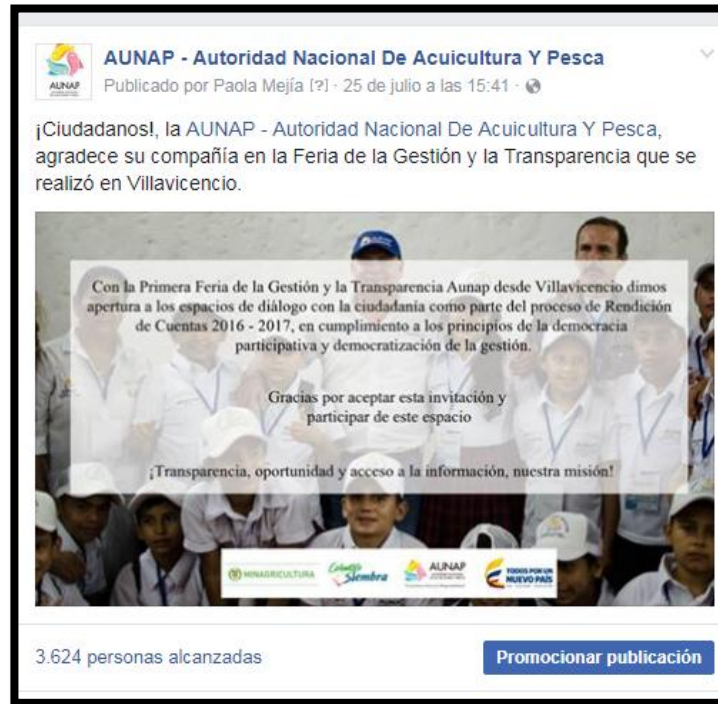 AUNAP - Autoridad Nacional De Acuicultura Y Pesca
Publicado por Paola Mejía [?] · 25 de julio a las 15:41 ·
¡Ciudadanos!, la AUNAP - Autoridad Nacional De Acuicultura Y Pesca,
agradece su compañía en la Feria de la Gestión y la Transparencia que se
realizó en Villavicencio.
Con la Primera Feria de la Gestión y la Transparencia Aunap desde Villavicencio dimos
apertura a los espacios de diálogo con la ciudadanía como parte del proceso de Rendición
de Cuentas 2016 - 2017, en cumplimiento a los principios de la democracia
participativa y democratización de la gestión.
Gracias por aceptar esta invitación y
participar de este espacio
¡Transparencia, oportunidad y acceso a la información, nuestra misión!
MINAGRICULTURA
Colombia Siembra
AUNAP
TODOS POR UN
NUEVO PAÍS
3.624 personas alcanzadas
Promocionar publicación